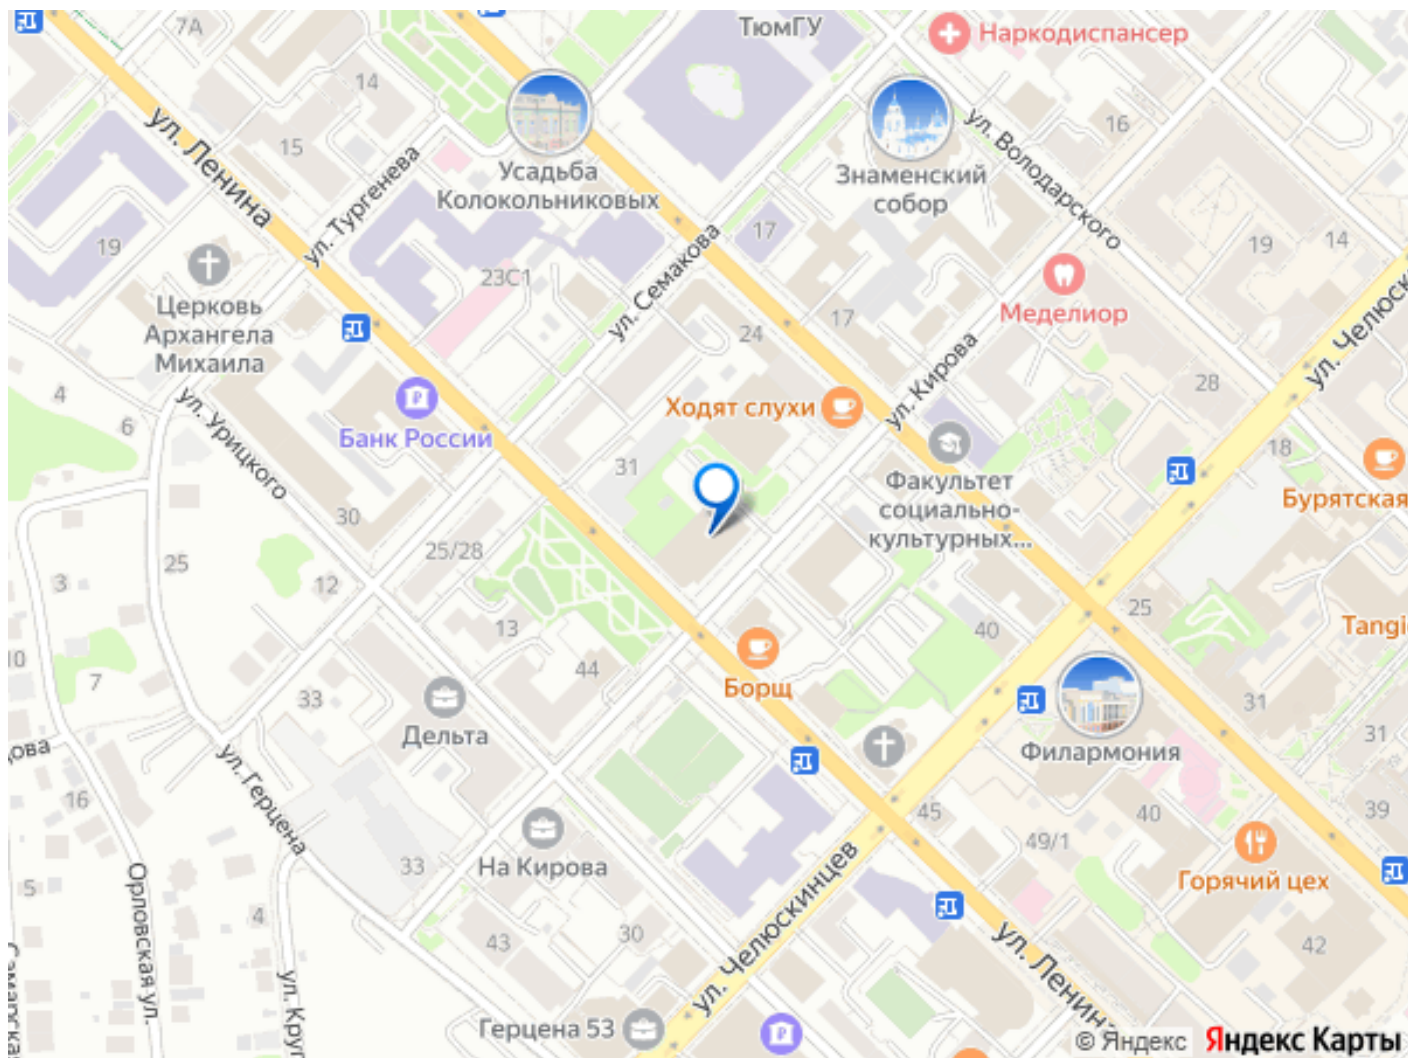 7А
ТюмГУ
Наркодиспансер
14
16
ул. Ленина
15
ул. Володарского
Усадьба
Колокольниковых
Знаменский
собор
ул. Тургенева
17
19
14
19
23С1
ул. Семакова
Церковь
Архангела
Михаила
24
17
Меделиор
ул. Челюск
ул. Кирова
28
4
6
ул. Урицкого
Банк России
Ходят слухи
18
31
Факультет
социально-
культурных...
Бурятская
30
25/28
25
3
12
25
Tangi
13
40
10
7
44
Борщ
33
Дельта
31
31
Филармония
дова
ул. Герцена
16
45
40
39
49/1
33
На Кирова
Горячий цех
5
Орловская ул.
ул. Челюскинцев
4
43
30
ул. Ленина
42
ул. Круг
Герцена 53
© Яндекс Яндекс Карты